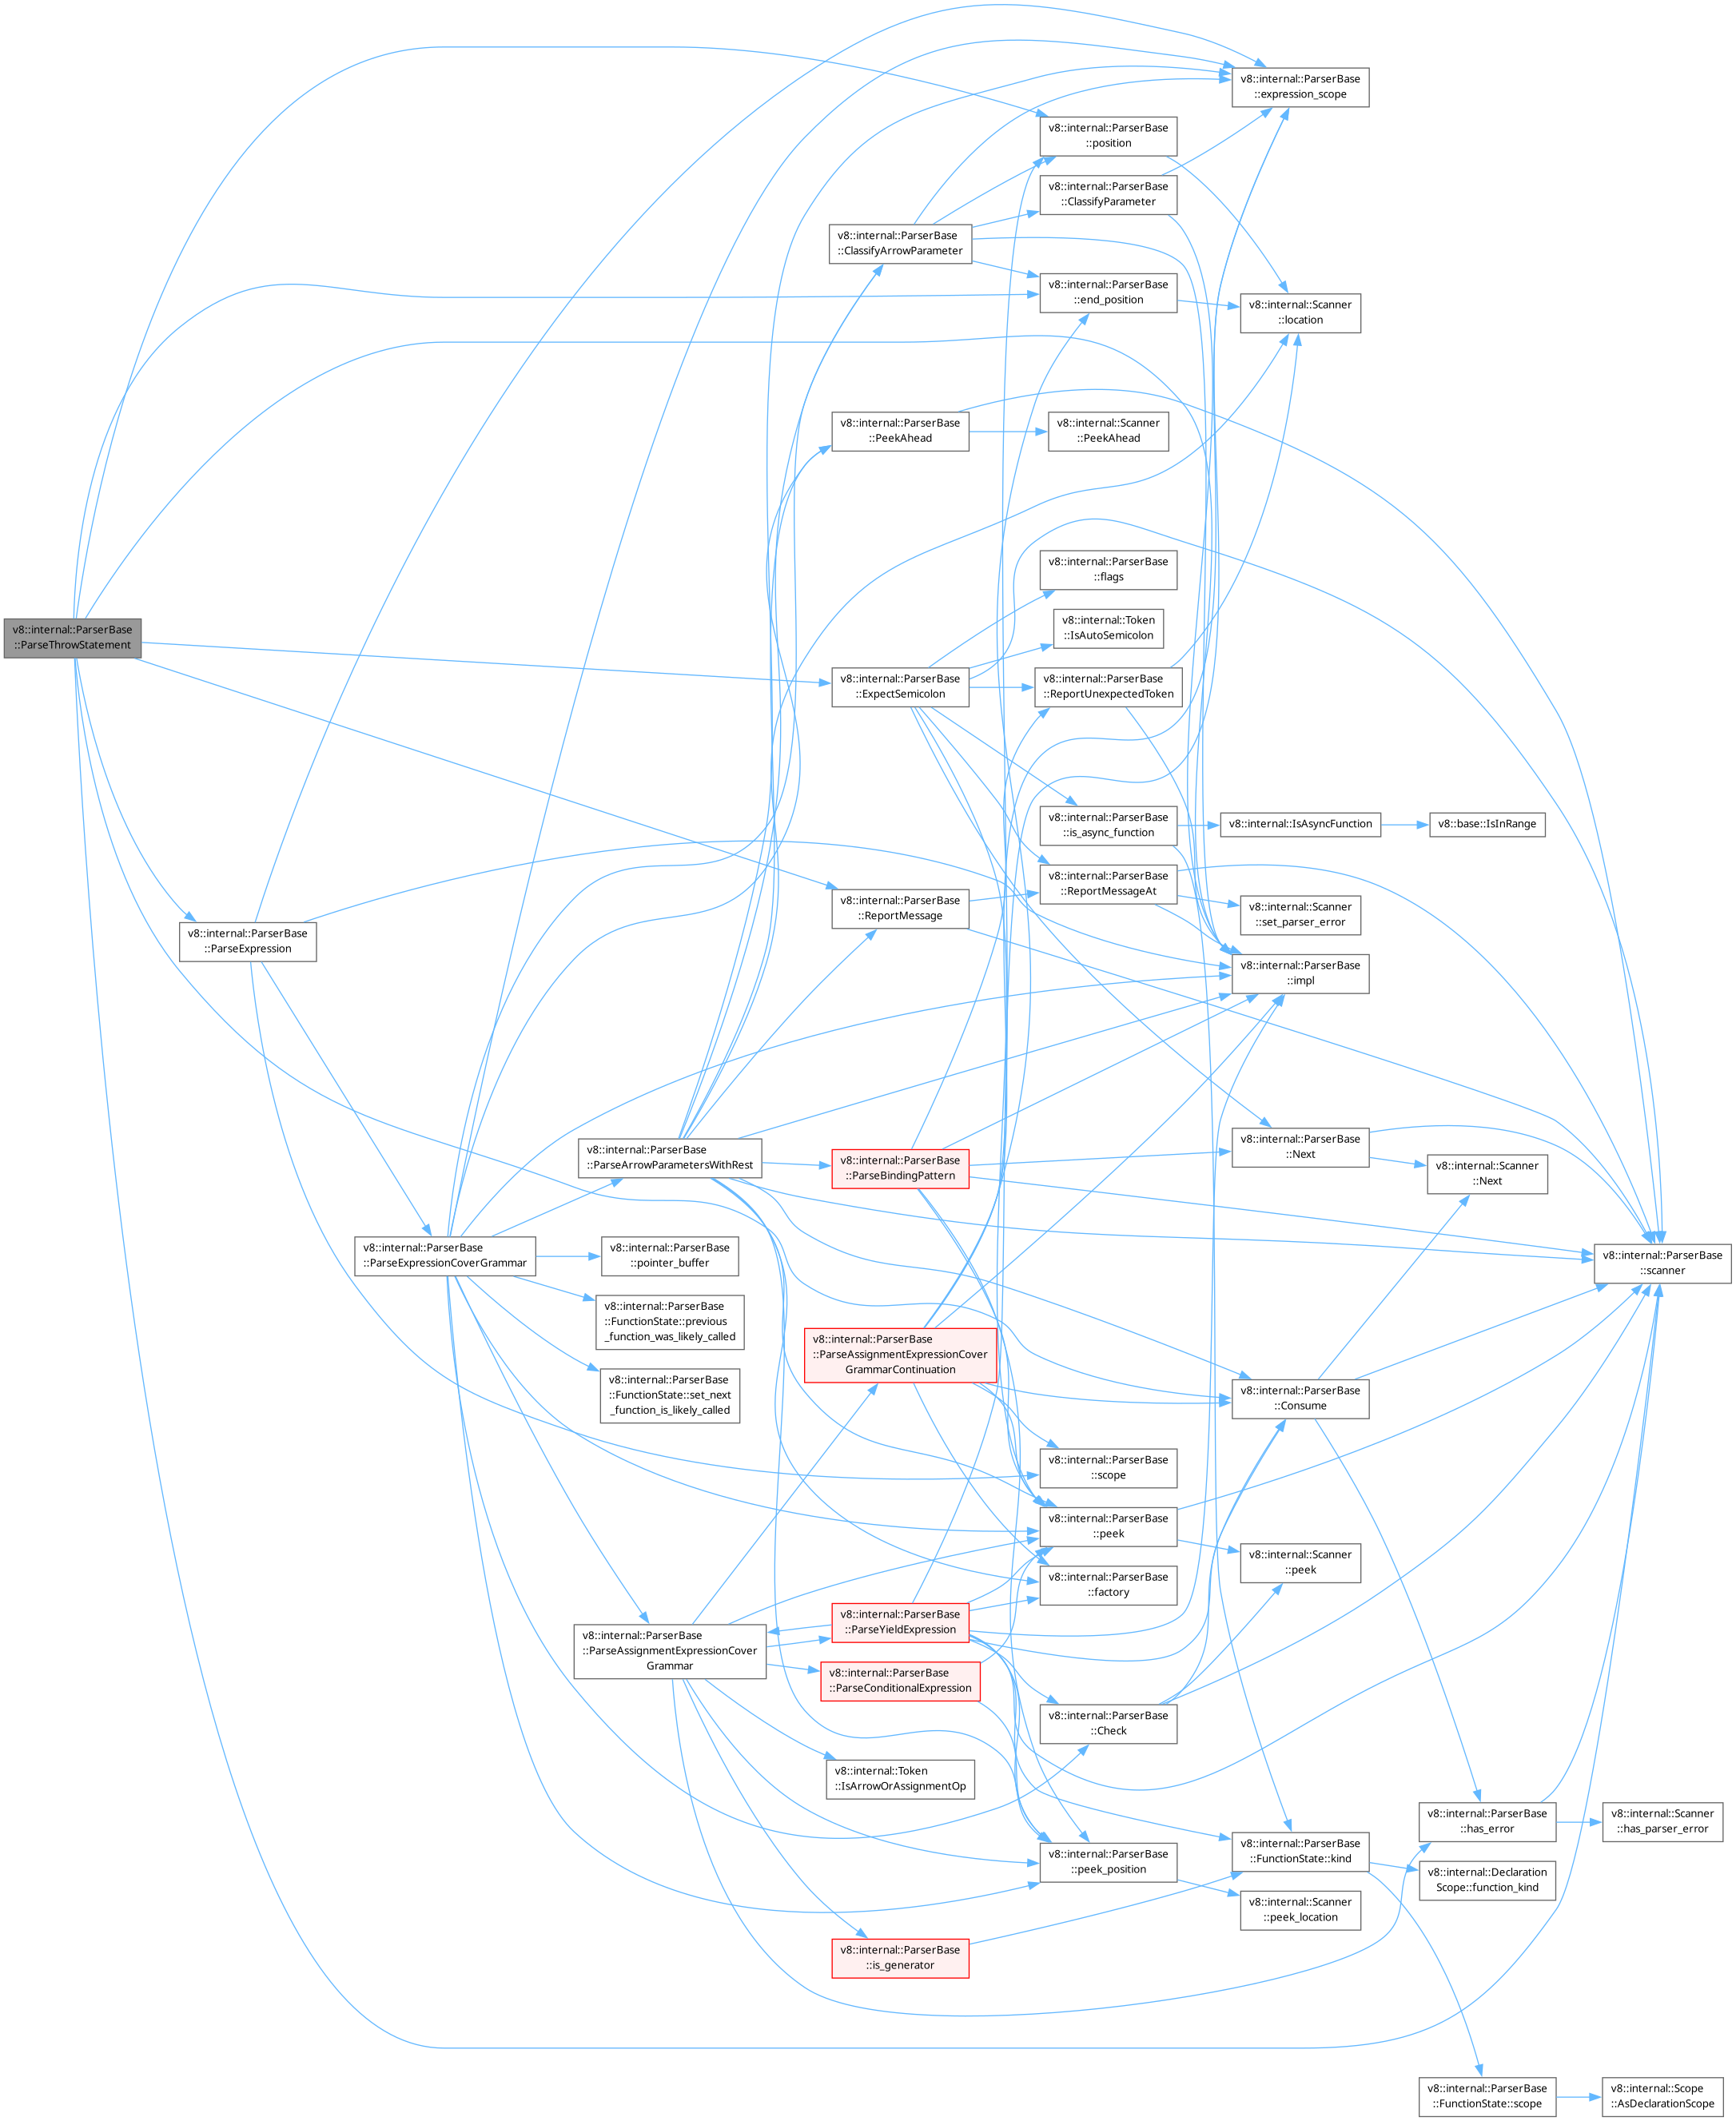 v8::internal::ParserBase
::expression_scope
v8::internal::ParserBase
::position
v8::internal::ParserBase
::ClassifyParameter
v8::internal::ParserBase
::ClassifyArrowParameter
v8::internal::ParserBase
::end_position
v8::internal::Scanner
::location
v8::internal::ParserBase
::PeekAhead
v8::internal::Scanner
::PeekAhead
v8::internal::ParserBase
::flags
v8::internal::Token
::IsAutoSemicolon
v8::internal::ParserBase
::ParseThrowStatement
v8::internal::ParserBase
::ExpectSemicolon
v8::internal::ParserBase
::ReportUnexpectedToken
v8::internal::ParserBase
::is_async_function
v8::internal::IsAsyncFunction
v8::base::IsInRange
v8::internal::ParserBase
::ReportMessageAt
v8::internal::ParserBase
::ReportMessage
v8::internal::Scanner
::set_parser_error
v8::internal::ParserBase
::ParseExpression
v8::internal::ParserBase
::impl
v8::internal::ParserBase
::ParseArrowParametersWithRest
v8::internal::ParserBase
::ParseBindingPattern
v8::internal::ParserBase
::Next
v8::internal::Scanner
::Next
v8::internal::ParserBase
::ParseExpressionCoverGrammar
v8::internal::ParserBase
::pointer_buffer
v8::internal::ParserBase
::scanner
v8::internal::ParserBase
::FunctionState::previous
_function_was_likely_called
v8::internal::ParserBase
::ParseAssignmentExpressionCover
GrammarContinuation
v8::internal::ParserBase
::FunctionState::set_next
_function_is_likely_called
v8::internal::ParserBase
::Consume
v8::internal::ParserBase
::scope
v8::internal::ParserBase
::peek
v8::internal::Scanner
::peek
v8::internal::ParserBase
::factory
v8::internal::ParserBase
::ParseYieldExpression
v8::internal::ParserBase
::ParseAssignmentExpressionCover
Grammar
v8::internal::ParserBase
::ParseConditionalExpression
v8::internal::ParserBase
::Check
v8::internal::Token
::IsArrowOrAssignmentOp
v8::internal::ParserBase
::has_error
v8::internal::Scanner
::has_parser_error
v8::internal::ParserBase
::peek_position
v8::internal::ParserBase
::FunctionState::kind
v8::internal::Declaration
Scope::function_kind
v8::internal::Scanner
::peek_location
v8::internal::ParserBase
::is_generator
v8::internal::ParserBase
::FunctionState::scope
v8::internal::Scope
::AsDeclarationScope